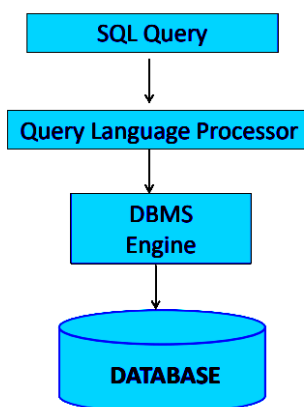 SQL Query
Query Language Processor
DBMS
Engine
DATABASE